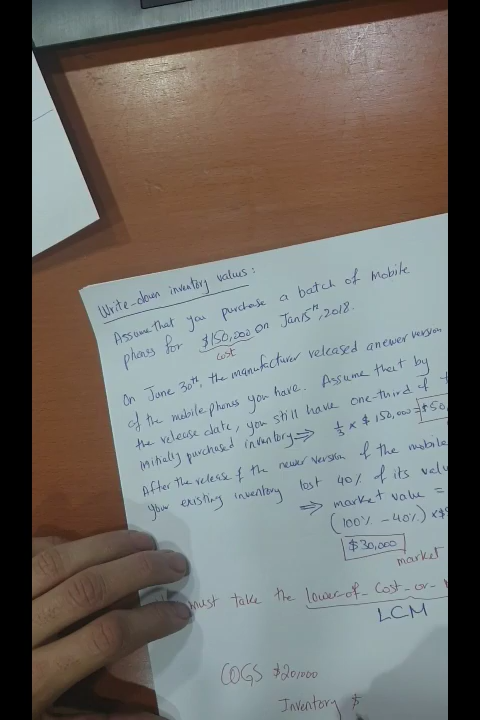 Write-down inventory values:
Assume that you purchase a batch of mobile
phones for $150,000 on Jan 15th, 2018.
cost
On June 30th, the manufacturer released a newer version
of the mobile phones you have. Assume that by
the release date, you still have one-third of
initially purchased inventory ⇒ 1/3 x $150,000 = $50,
After the release of the newer version of the mobile
your existing inventory lost 40% of its
⇒ market value =
(100% - 40%) x $
$30,000
market
must take the lower-of-cost-or-
LCM
COGS $20,000
Inventory $